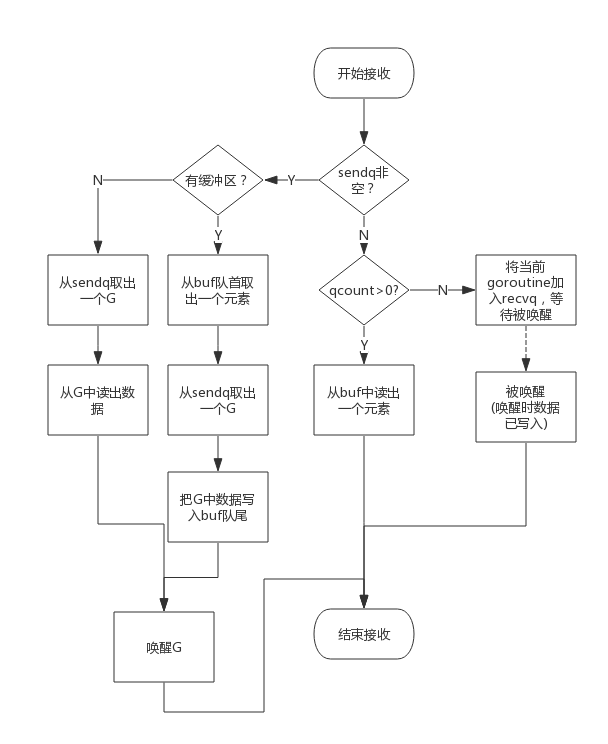 开始接收
sendq非
空？
Y
有缓冲区？
N
Y
N
从sendq取出
一个G
从buf队首取
出一个元素
qcount>0?
N
将当前
goroutine加
入recvq，等
待被唤醒
Y
从G中读出数
据
从sendq取出
一个G
从buf中读出
一个元素
被唤醒
(唤醒时数据
已写入)
把G中数据写
入buf队尾
唤醒G
结束接收